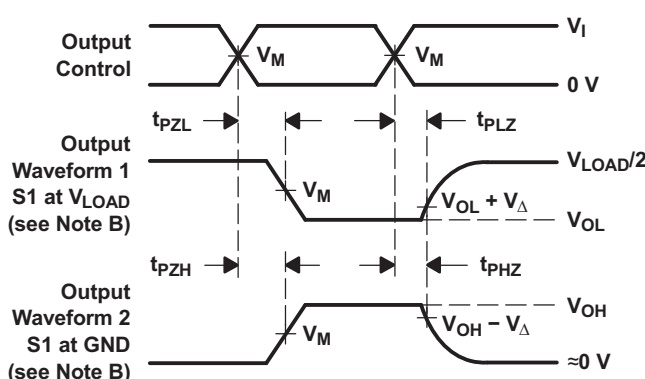 Output
Control
V_M
V_M
V_I
0 V
t_PZL
t_PLZ
Output
Waveform 1
S1 at V_LOAD
(see Note B)
V_M
V_LOAD/2
V_OL + V_Δ
V_OL
t_PZH
t_PHZ
Output
Waveform 2
S1 at GND
(see Note B)
V_M
V_OH
V_OH − V_Δ
≈0 V